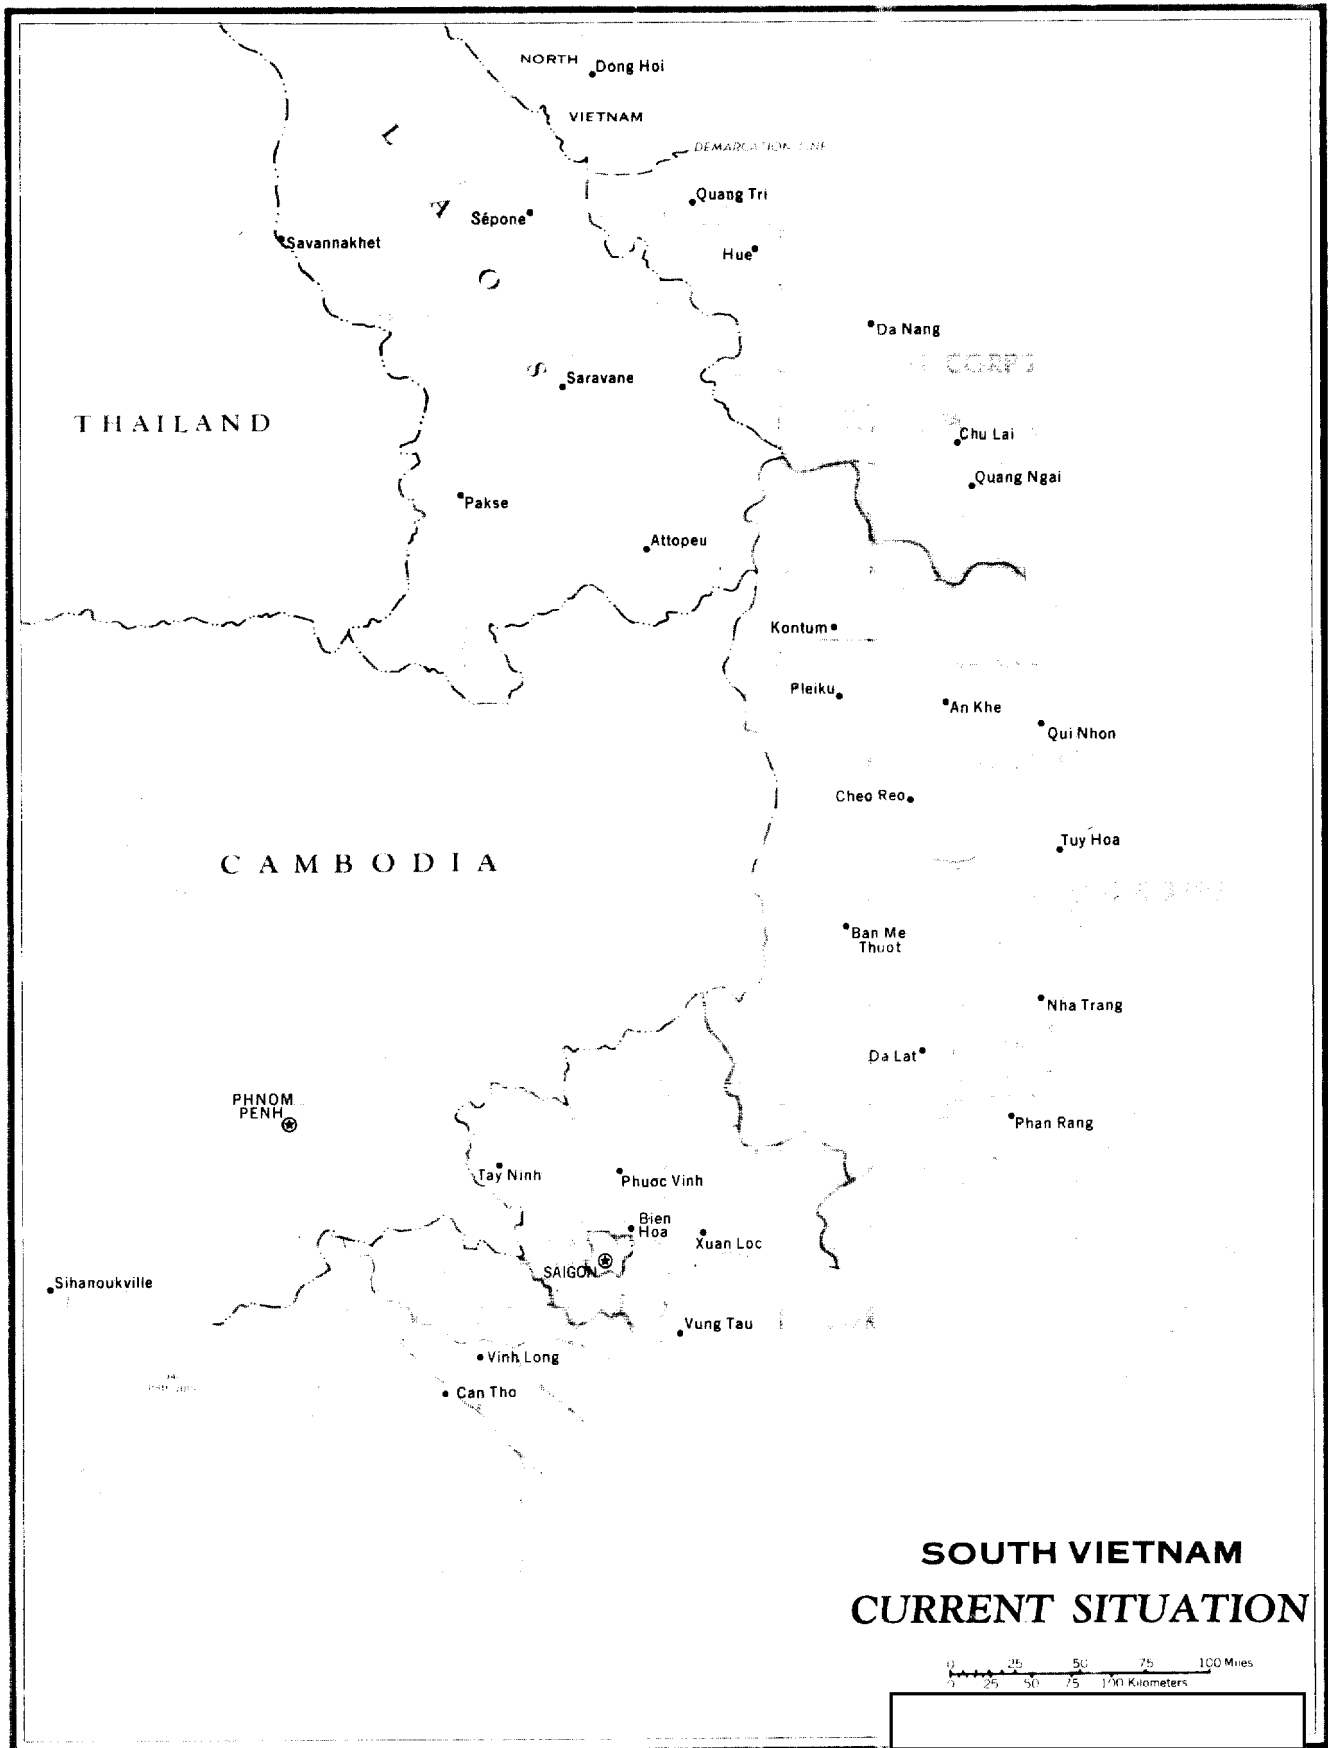 NORTH
Dong Hoi
VIETNAM
DEMARCATION LINE
L A O S
Quang Tri
Sépone
Savannakhet
Hue
Da Nang
CORPS
Saravane
THAILAND
Chu Lai
Quang Ngai
Pakse
Attopeu
Kontum
Pleiku
An Khe
Qui Nhon
Cheo Reo
Tuy Hoa
CAMBODIA
Ban Me
Thuot
Nha Trang
Da Lat
PHNOM
PENH
Phan Rang
Tay Ninh
Phuoc Vinh
Bien
Hoa
Xuan Loc
SAIGON
Sihanoukville
Vung Tau
Vinh Long
Can Tho
SOUTH VIETNAM
CURRENT SITUATION
0 25 50 75 100 Miles
0 25 50 75 100 Kilometers